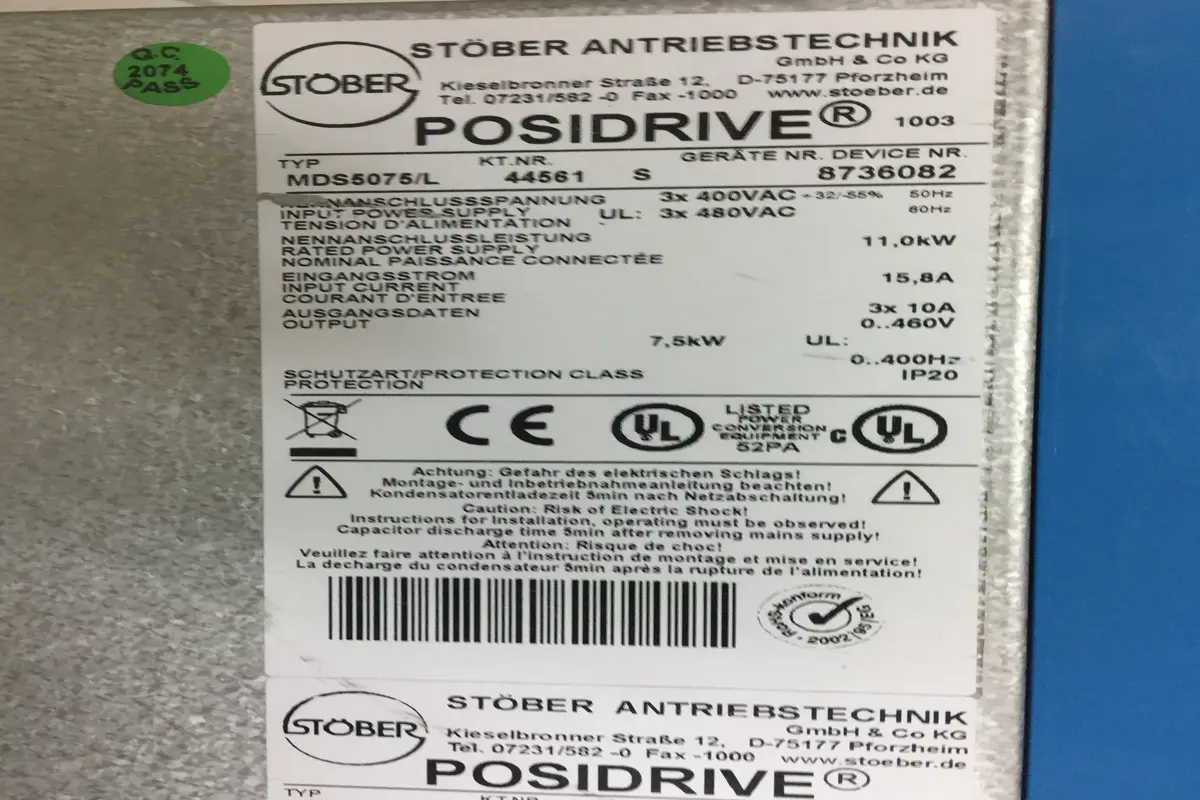 Q.C.
2074
PASS
STÖBER
STÖBER ANTRIEBSTECHNIK
GmbH & Co KG
Kieselbronner Straße 12, D-75177 Pforzheim
Tel. 07231/582 -0 Fax -1000 www.stoeber.de
POSIDRIVE® 1003
TYP KT.NR. GERÄTE NR. DEVICE NR.
MDS5075/L 44561 S 8736082
NENNANSCHLUSSSPANNUNG 3x 400VAC +32/-55% 50Hz
INPUT POWER SUPPLY UL: 3x 480VAC 60Hz
TENSION D'ALIMENTATION
NENNANSCHLUSSLEISTUNG 11,0kW
RATED POWER SUPPLY
NOMINAL PAISSANCE CONNECTÉE
EINGANGSSTROM 15,8A
INPUT CURRENT
COURANT D'ENTREE
AUSGANGSDATEN 3x 10A
OUTPUT 0..460V
7,5kW UL:
0..400Hz
SCHUTZART/PROTECTION CLASS IP20
PROTECTION
CE UL LISTED C UL
POWER
CONVERSION
EQUIPMENT
52PA
Achtung: Gefahr des elektrischen Schlags!
Montage- und Inbetriebnahmeanleitung beachten!
Kondensatorentladezeit 5min nach Netzabschaltung!
Caution: Risk of Electric Shock!
Instructions for Installation, operating must be observed!
Capacitor discharge time 5min after removing mains supply!
Attention: Risque de choc!
Veuillez faire attention à l'instruction de montage et mise en service!
La decharge du condensateur 5min après la rupture de l'alimentation!
RoHS-konform
2002/95/EG
STÖBER
STÖBER ANTRIEBSTECHNIK
GmbH & Co KG
Kieselbronner Straße 12, D-75177 Pforzheim
Tel. 07231/582 -0 Fax -1000 www.stoeber.de
POSIDRIVE®
TYP KT.NR.